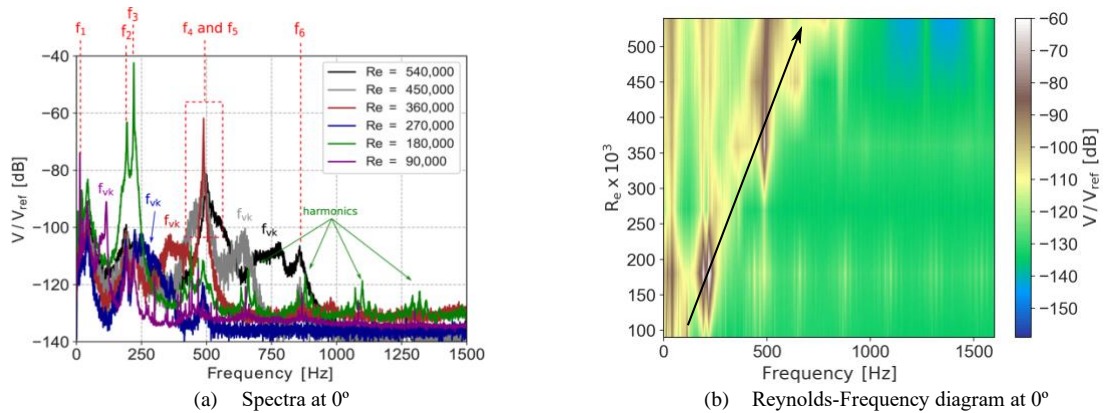 f1
f2
f3
f4 and f5
f6
V/Vref [dB]
−40
−60
−80
−100
−120
−140
0
250
500
750
1000
1250
1500
Frequency [Hz]
Re = 540,000
Re = 450,000
Re = 360,000
Re = 270,000
Re = 180,000
Re = 90,000
fvk
fvk
fvk
fvk
fvk
harmonics
(a) Spectra at 0º
Re x 10³
500
450
400
350
300
250
200
150
100
0
500
1000
1500
Frequency [Hz]
−60
−70
−80
−90
−100
−110
−120
−130
−140
−150
V/Vref [dB]
(b) Reynolds-Frequency diagram at 0º